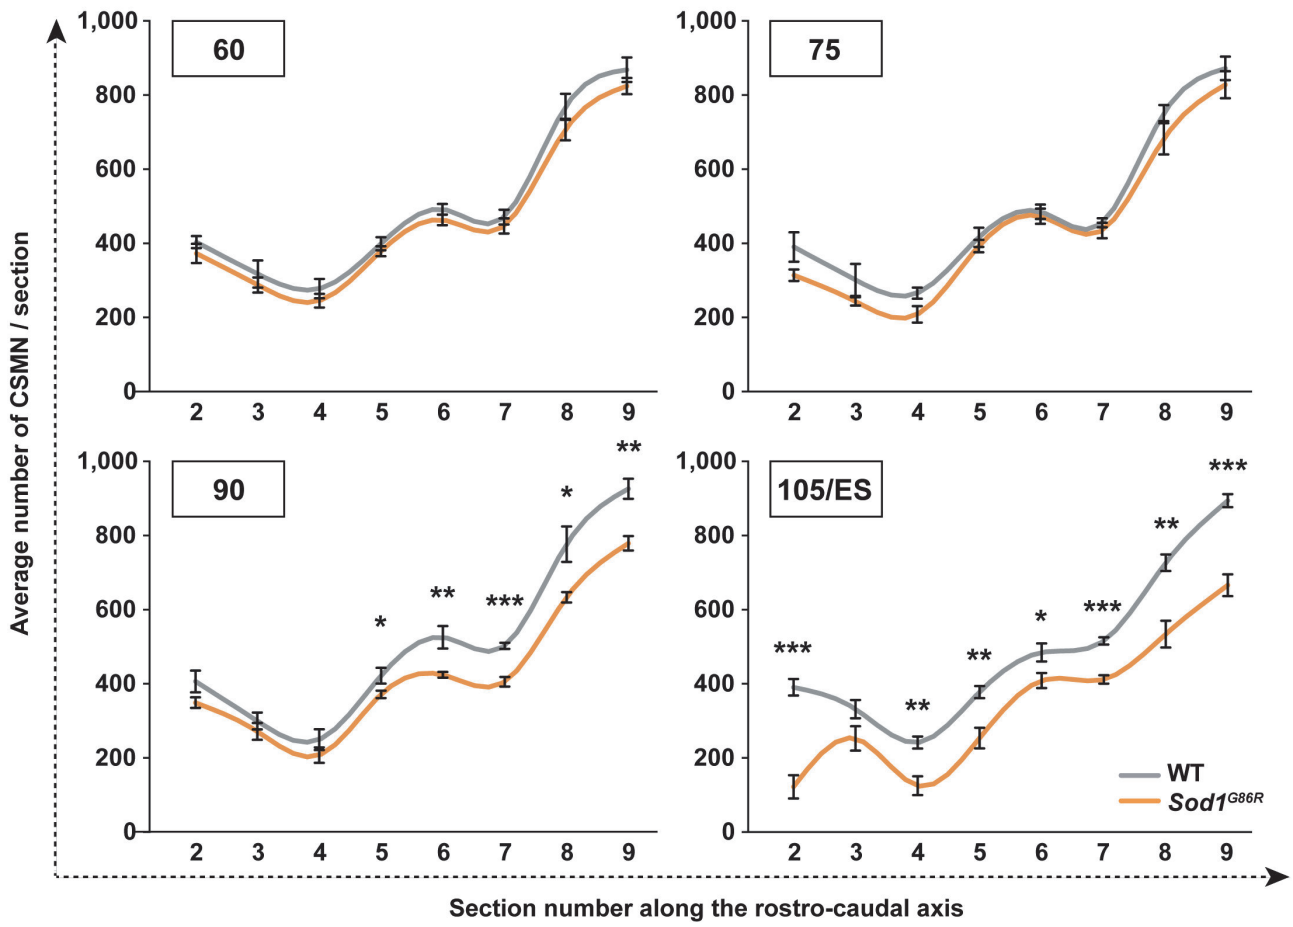 Average number of CSMN / section
60
1,000
800
600
400
200
0
2 3 4 5 6 7 8 9
75
1,000
800
600
400
200
0
2 3 4 5 6 7 8 9
90
1,000
800
600
400
200
0
* ** *** * **
2 3 4 5 6 7 8 9
105/ES
1,000
800
600
400
200
0
*** ** ** * *** ** ***
WT
Sod1G86R
2 3 4 5 6 7 8 9
Section number along the rostro-caudal axis